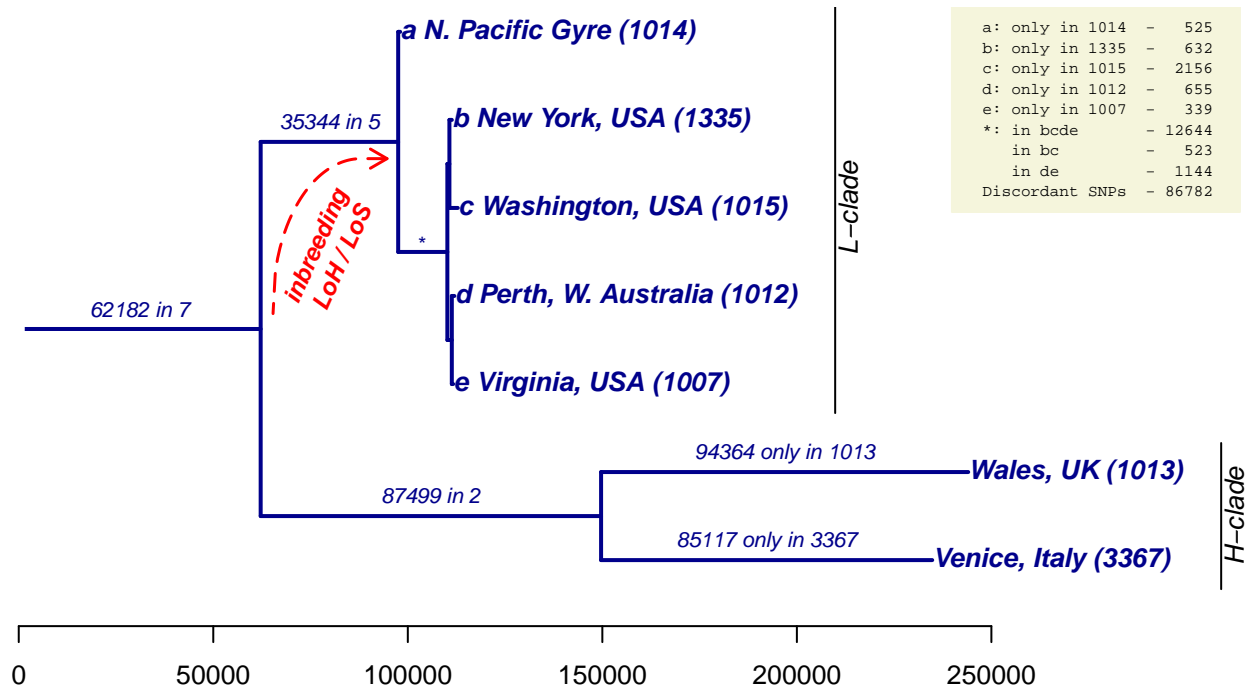 a N. Pacific Gyre (1014)
35344 in 5
b New York, USA (1335)
c Washington, USA (1015)
*
inbreeding
LoH / LoS
d Perth, W. Australia (1012)
62182 in 7
e Virginia, USA (1007)
L−clade
a: only in 1014 − 525
b: only in 1335 − 632
c: only in 1015 − 2156
d: only in 1012 − 655
e: only in 1007 − 339
*: in bcde − 12644
in bc − 523
in de − 1144
Discordant SNPs − 86782
94364 only in 1013
Wales, UK (1013)
87499 in 2
85117 only in 3367
Venice, Italy (3367)
H−clade
0 50000 100000 150000 200000 250000